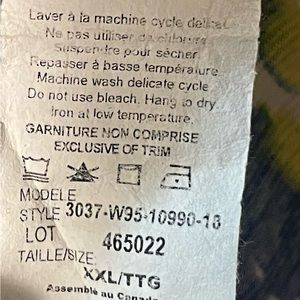 Laver à la machine cycle délicat
Ne pas utiliser de chlorure
Suspendre pour sécher.
Repasser à basse température
Machine wash delicate cycle
Do not use bleach. Hang to dry
Iron at low temperature.
GARNITURE NON COMPRISE
EXCLUSIVE OF TRIM
MODELE
STYLE 3037-W95-10990-18
LOT 465022
TAILLE/SIZE
XXL/TTG
Assemble au Canada